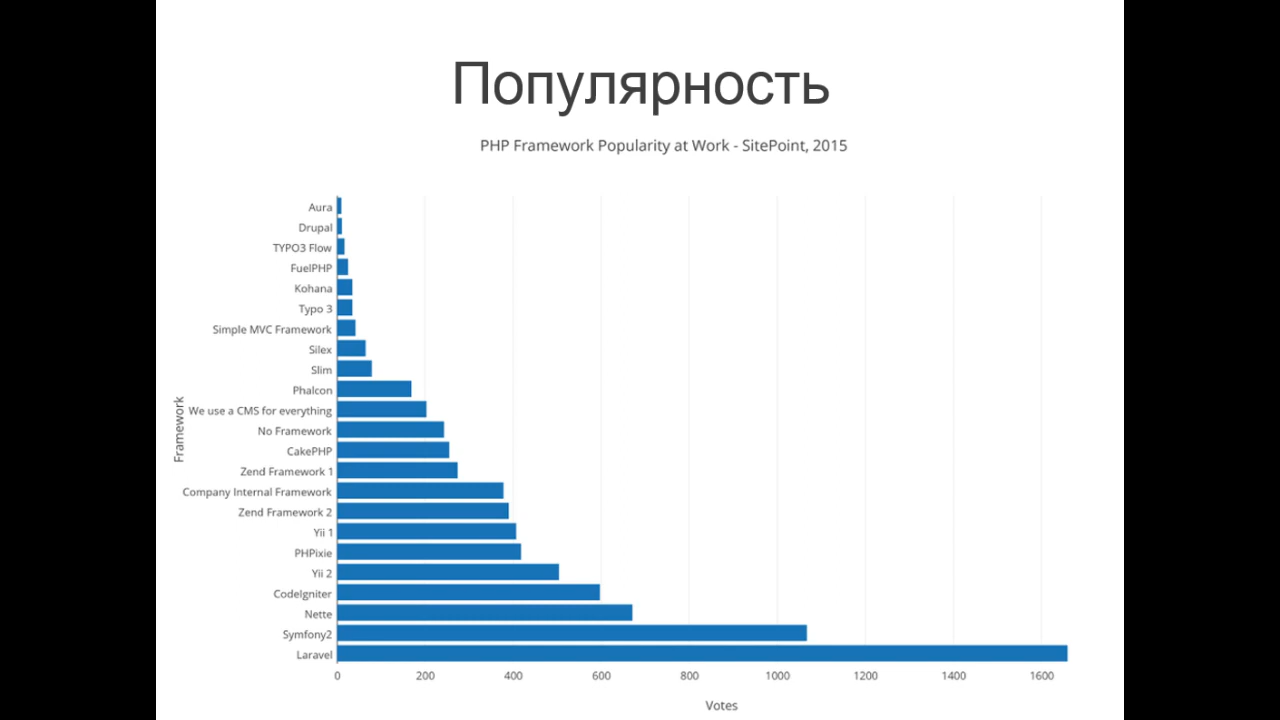 Популярность
PHP Framework Popularity at Work - SitePoint, 2015
Aura
Drupal
TYPO3 Flow
FuelPHP
Kohana
Typo 3
Simple MVC Framework
Silex
Slim
Phalcon
We use a CMS for everything
No Framework
CakePHP
Zend Framework 1
Company Internal Framework
Zend Framework 2
Yii 1
PHPixie
Yii 2
CodeIgniter
Nette
Symfony2
Laravel
Framework
0 200 400 600 800 1000 1200 1400 1600
Votes